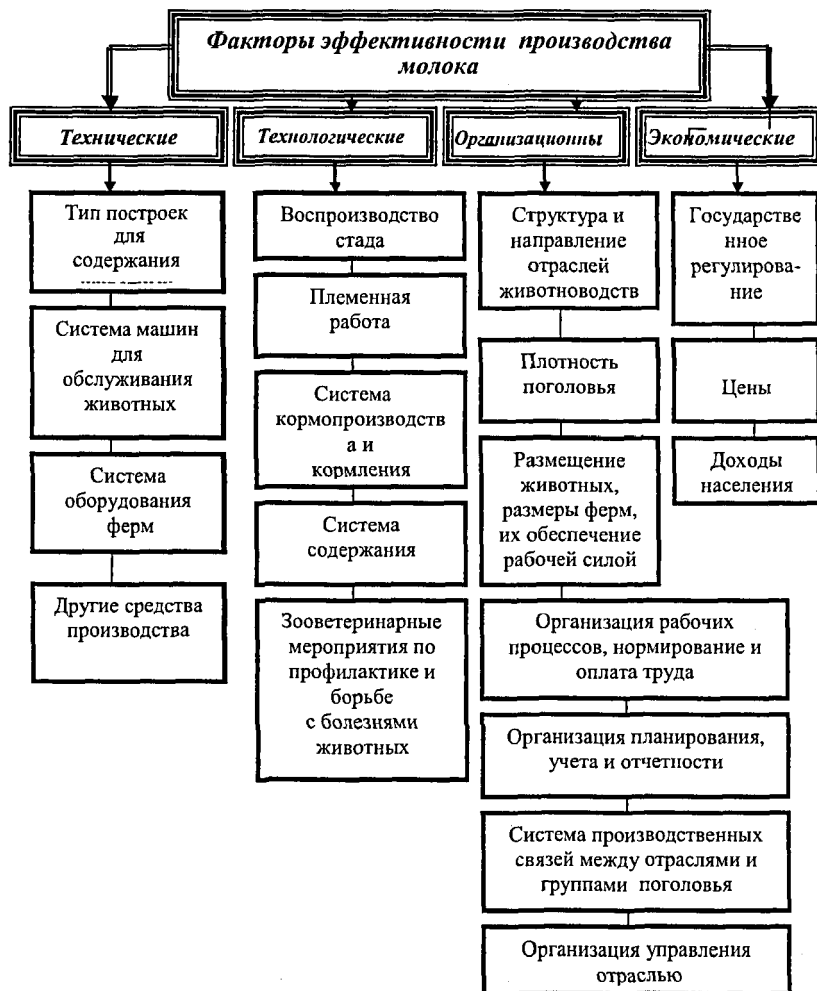 Факторы эффективности производства
молока
Технические
Технологические
Организационны
Экономические
Тип построек
для
содержания
Система машин
для
обслуживания
животных
Система
оборудования
ферм
Другие средства
производства
Воспроизводство
стада
Племенная
работа
Система
кормопроизводств
а и
кормления
Система
содержания
Зооветеринарные
мероприятия по
профилактике и
борьбе
с болезнями
животных
Структура и
направление
отраслей
животноводств
Плотность
поголовья
Размещение
животных,
размеры ферм,
их обеспечение
рабочей силой
Организация рабочих
процессов, нормирование и
оплата труда
Организация планирования,
учета и отчетности
Система производственных
связей между отраслями и
группами поголовья
Организация управления
отраслью
Государстве
нное
регулирова-
ние
Цены
Доходы
населения